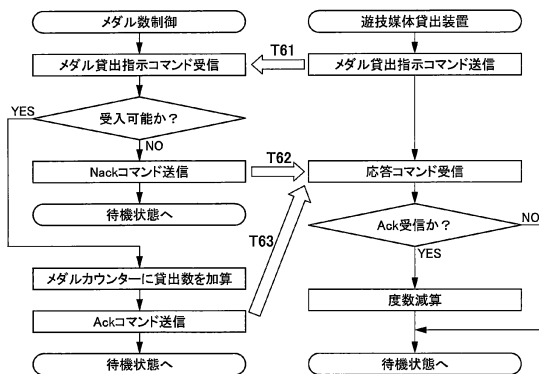 メダル数制御
メダル貸出指示コマンド受信
受入可能か？
YES
NO
Nackコマンド送信
待機状態へ
メダルカウンターに貸出数を加算
Ackコマンド送信
待機状態へ
T61
T62
T63
遊技媒体貸出装置
メダル貸出指示コマンド送信
応答コマンド受信
Ack受信か？
NO
YES
度数減算
待機状態へ